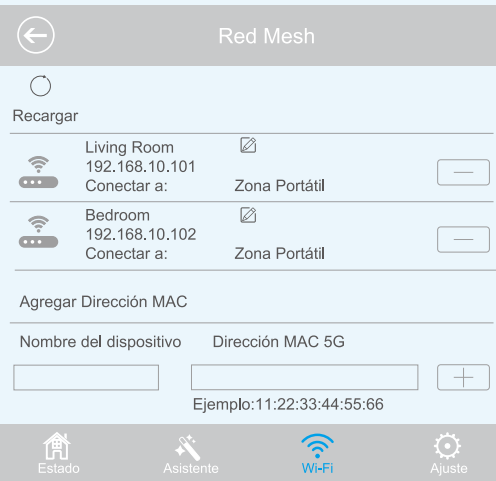 Red Mesh
Recargar
Living Room
192.168.10.101
Conectar a: Zona Portátil
Bedroom
192.168.10.102
Conectar a: Zona Portátil
Agregar Dirección MAC
Nombre del dispositivo Dirección MAC 5G
Ejemplo:11:22:33:44:55:66
Estado Asistente Wi-Fi Ajuste